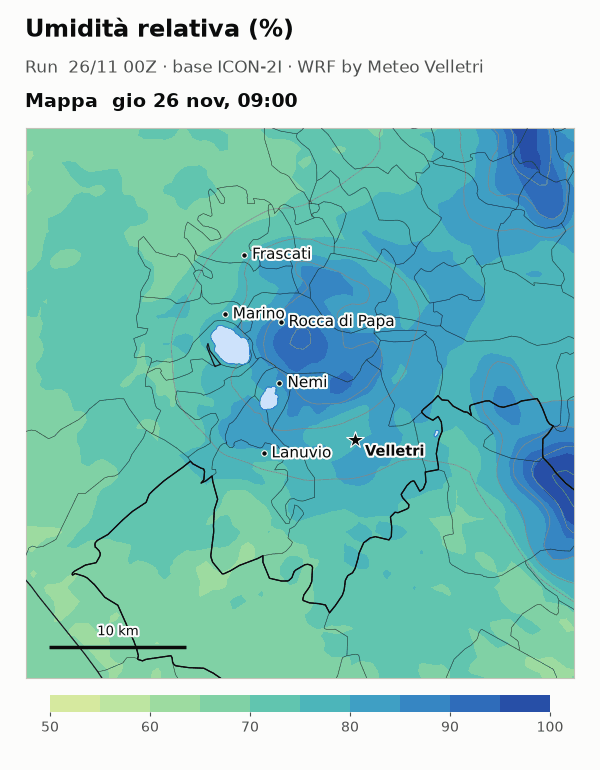 Umidità relativa (%)
Run  26/11 00Z · base ICON-2I · WRF by Meteo Velletri
Mappa  gio 26 nov, 09:00
Frascati
Marino
Rocca di Papa
Nemi
Velletri
Lanuvio
10 km
50 60 70 80 90 100